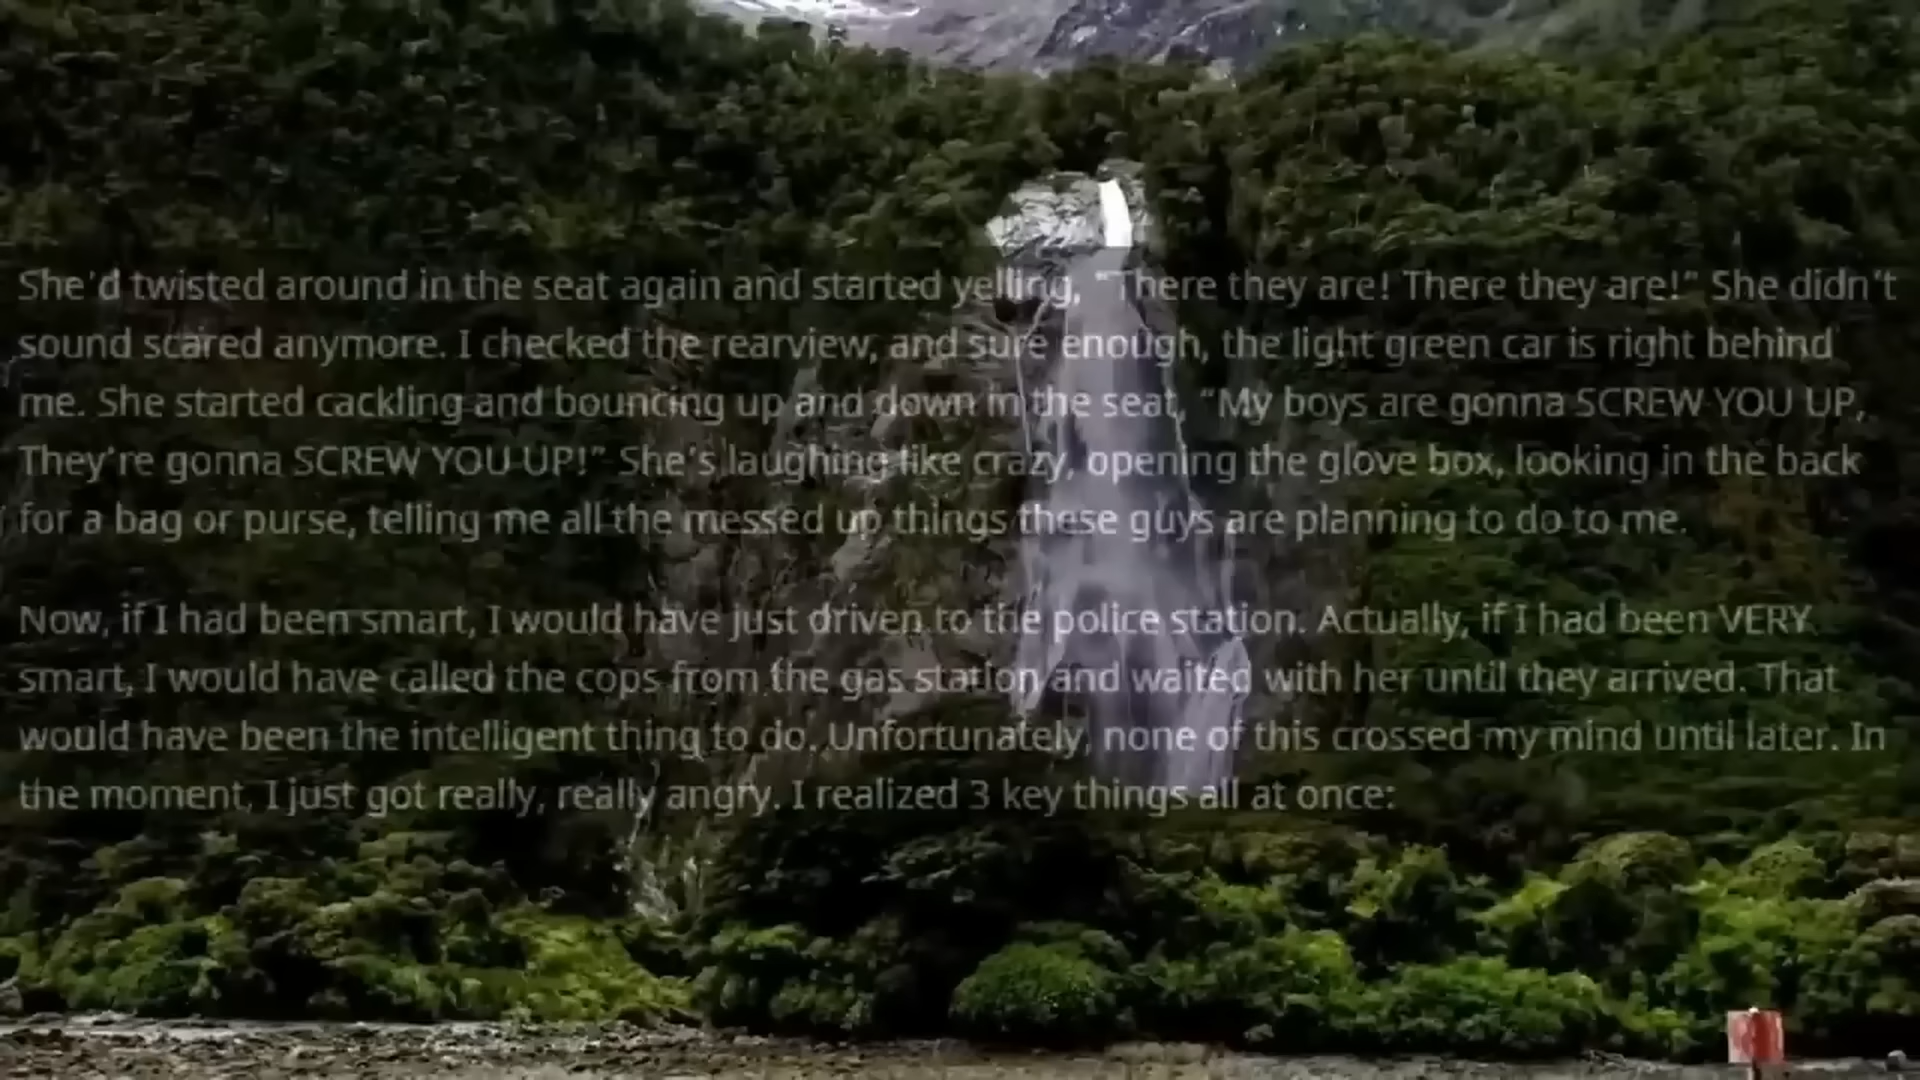 She'd twisted around in the seat again and started yelling, "There they are! There they are!" She didn't
sound scared anymore. I checked the rearview, and sure enough, the light green car is right behind
me. She started cackling and bouncing up and down in the seat, "My boys are gonna SCREW YOU UP,
They're gonna SCREW YOU UP!" She's laughing like crazy, opening the glove box, looking in the back
for a bag or purse, telling me all the messed up things these guys are planning to do to me.
Now, if I had been smart, I would have just driven to the police station. Actually, if I had been VERY
smart, I would have called the cops from the gas station and waited with her until they arrived. That
would have been the intelligent thing to do. Unfortunately, none of this crossed my mind until later. In
the moment, I just got really, really angry. I realized 3 key things all at once: